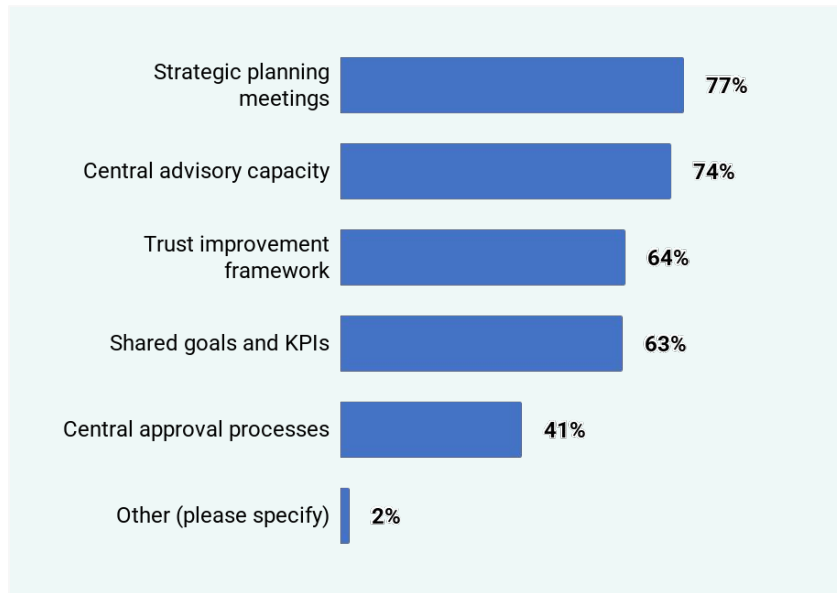 Strategic planning
meetings
77%
Central advisory capacity
74%
Trust improvement
framework
64%
Shared goals and KPIs
63%
Central approval processes
41%
Other (please specify)
2%